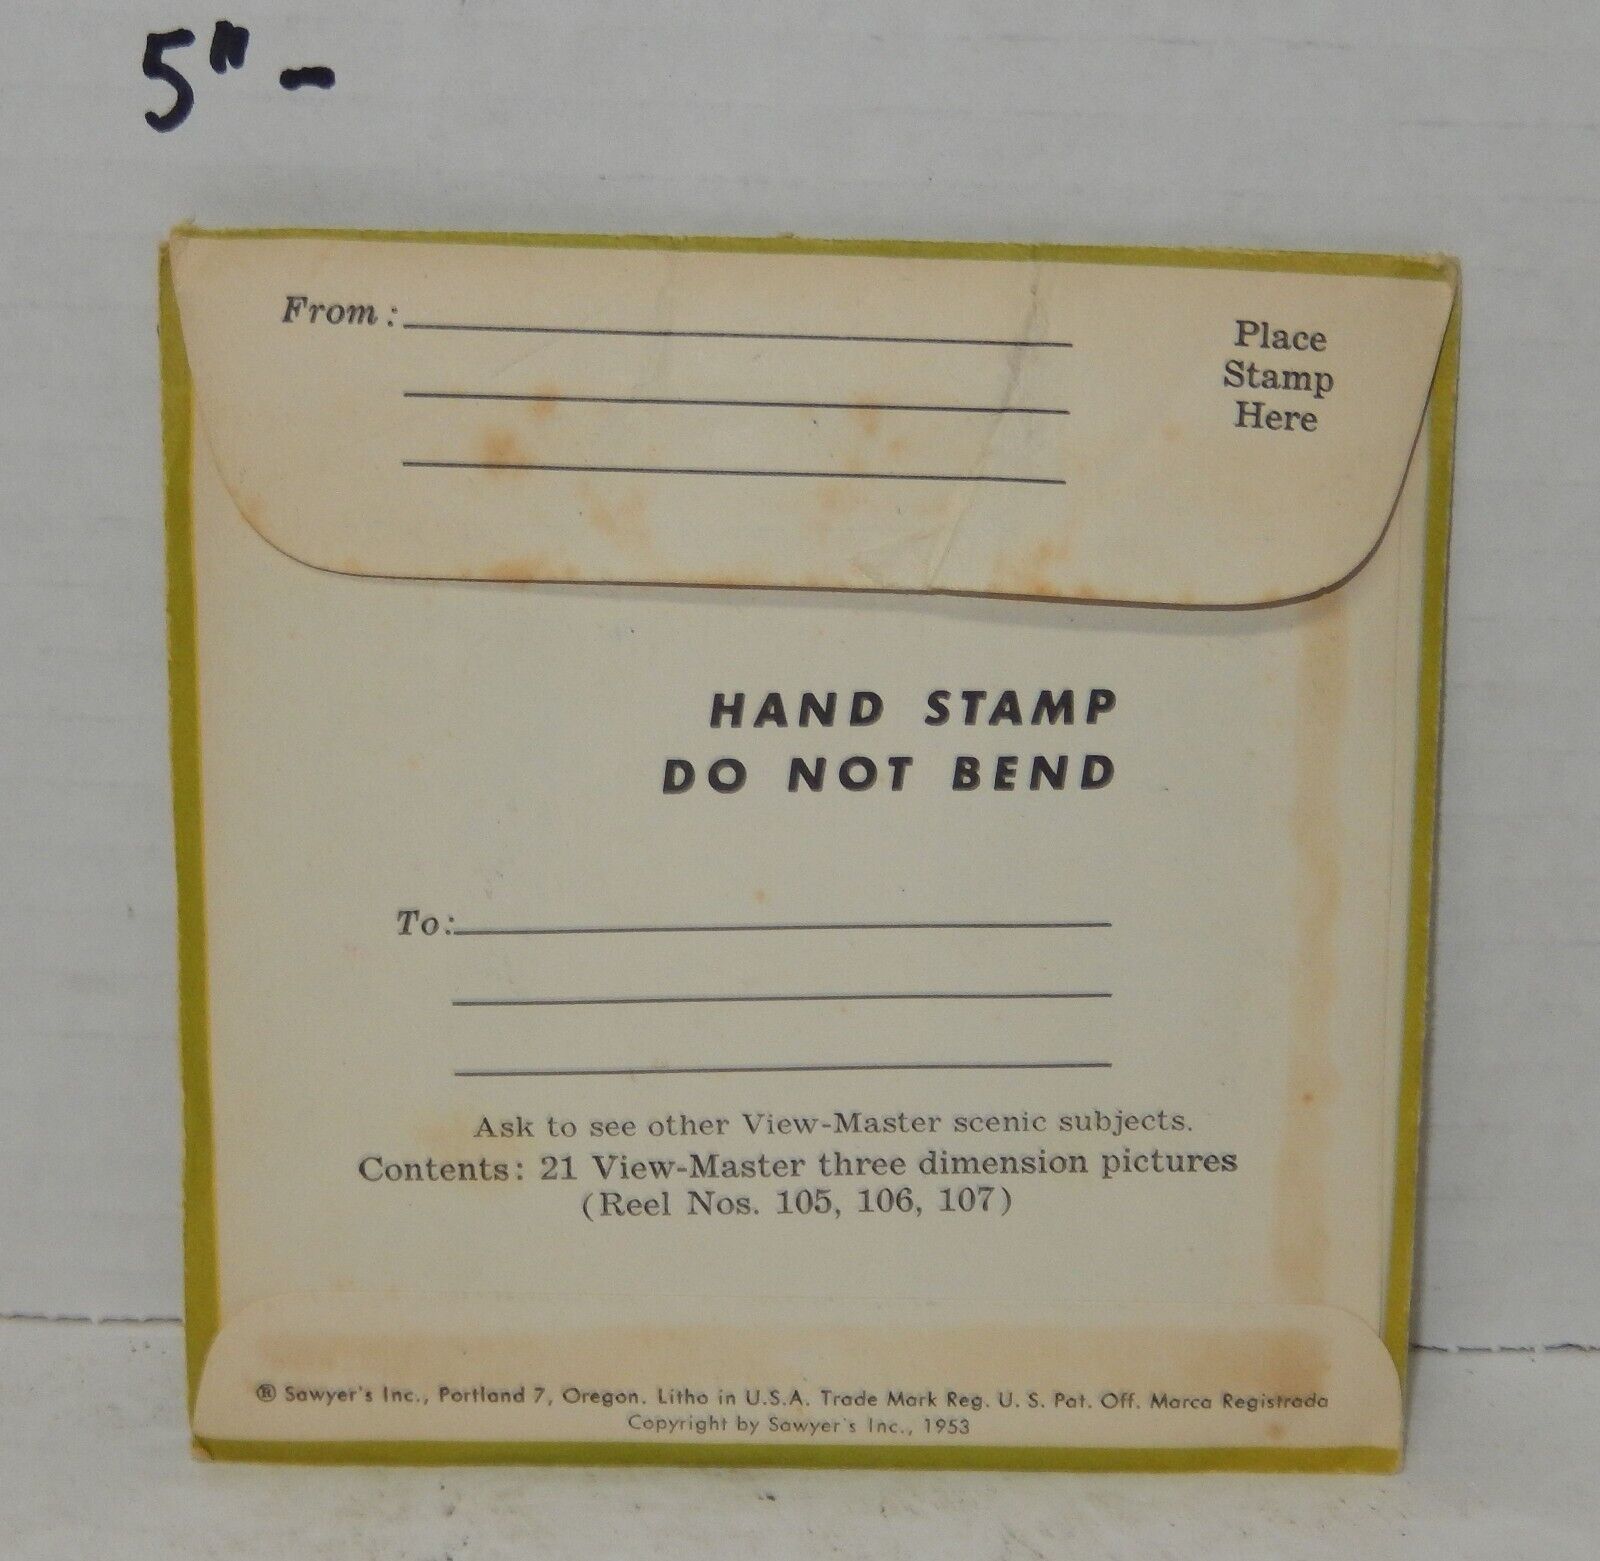 5" -
From :
Place
Stamp
Here
HAND STAMP
DO NOT BEND
To:
Ask to see other View-Master scenic subjects.
Contents: 21 View-Master three dimension pictures
(Reel Nos. 105, 106, 107)
® Sawyer's Inc., Portland 7, Oregon. Litho in U.S.A. Trade Mark Reg. U. S. Pat. Off. Marca Registrada
Copyright by Sawyer's Inc., 1953